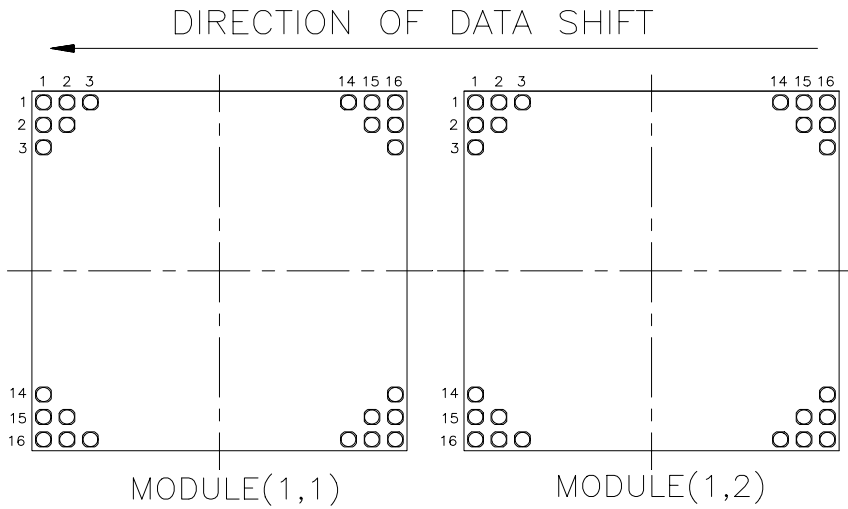 DIRECTION OF DATA SHIFT
1 2 3 14 15 16 1 2 3 14 15 16
1 1
2 2
3 3
14 14
15 15
16 16
MODULE(1,1) MODULE(1,2)